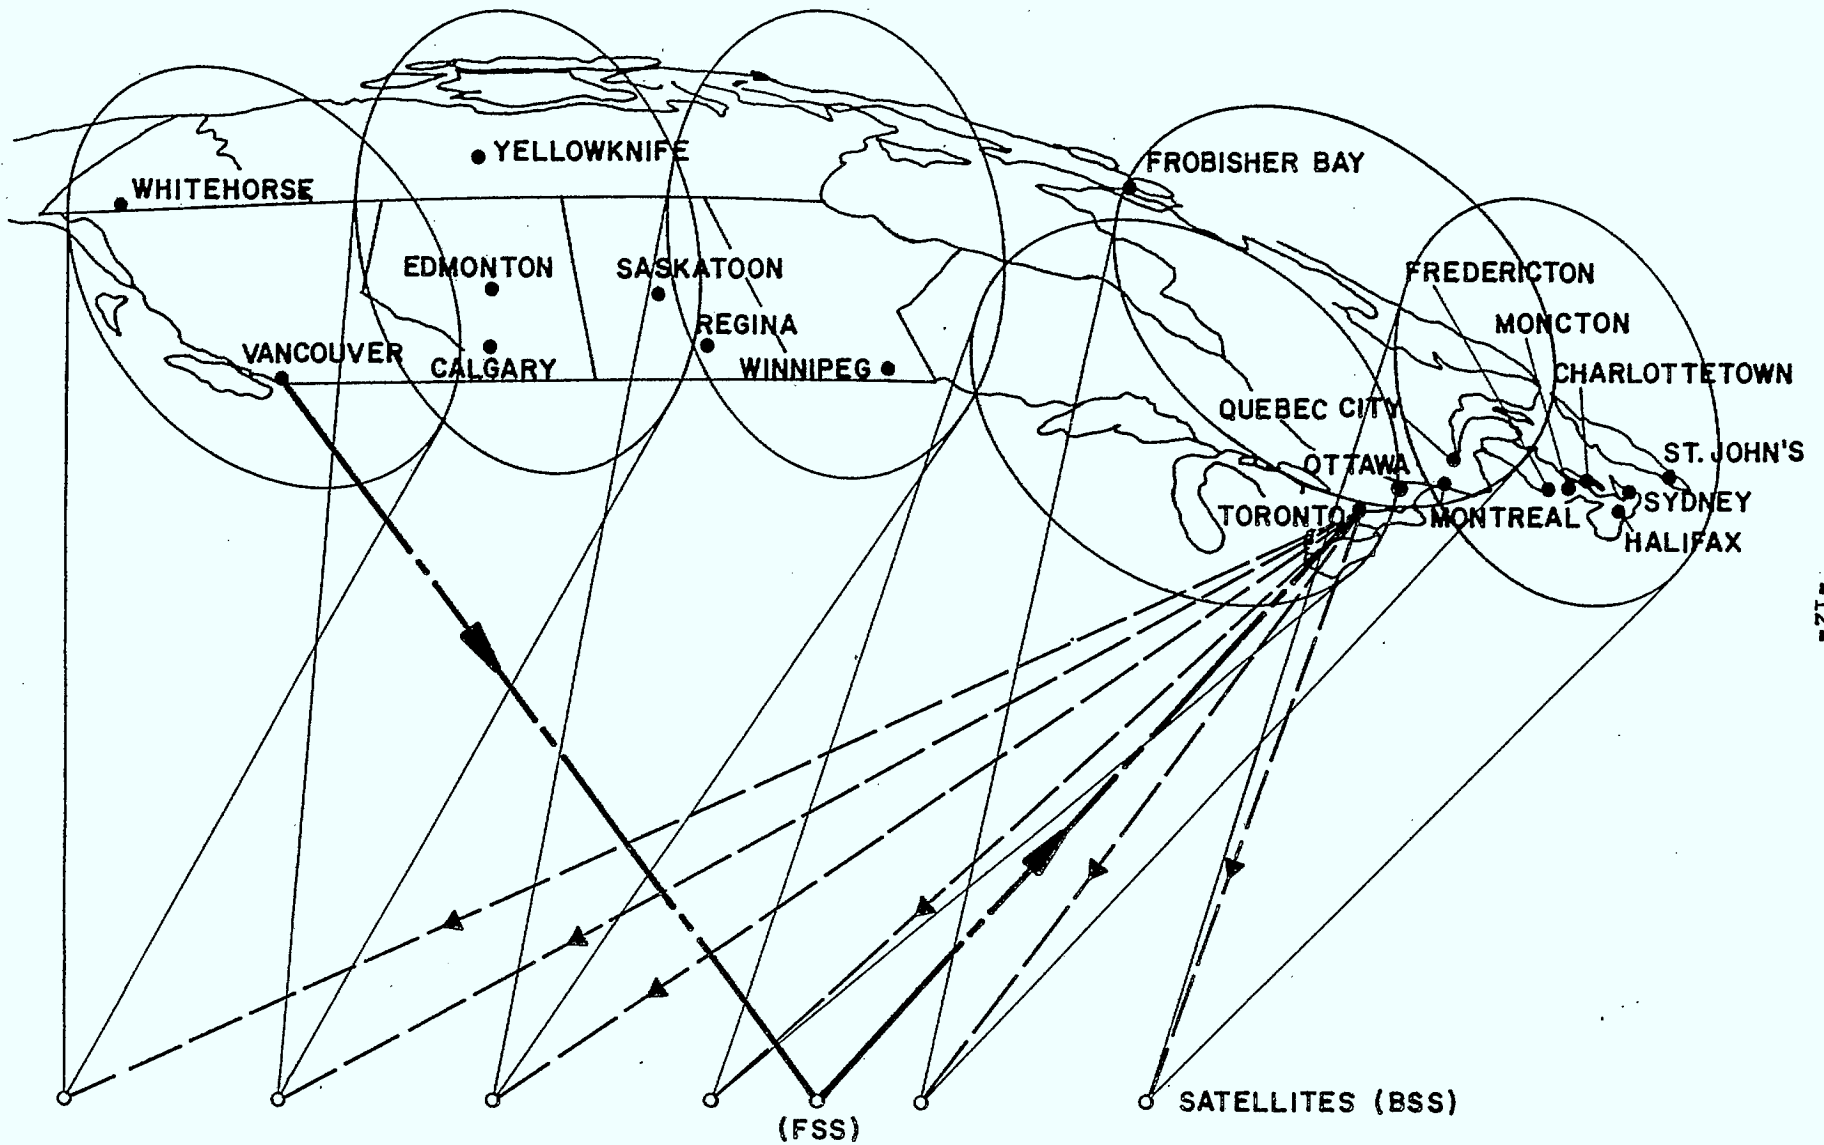 YELLOWKNIFE
FROBISHER BAY
WHITEHORSE
EDMONTON
SASKATOON
FREDERICTON
REGINA
MONCTON
VANCOUVER
CALGARY
WINNIPEG
CHARLOTTETOWN
QUEBEC CITY
ST. JOHN'S
OTTAWA
SYDNEY
TORONTO
MONTREAL
HALIFAX
-12-
SATELLITES (BSS)
(FSS)